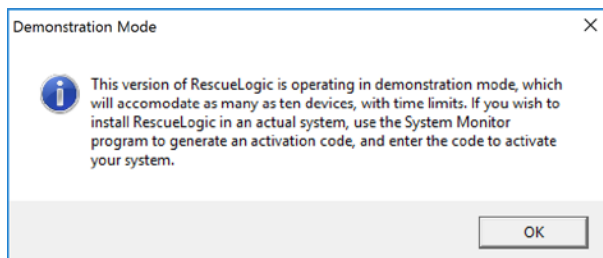 Demonstration Mode
This version of RescueLogic is operating in demonstration mode, which
will accomodate as many as ten devices, with time limits. If you wish to
install RescueLogic in an actual system, use the System Monitor
program to generate an activation code, and enter the code to activate
your system.
OK